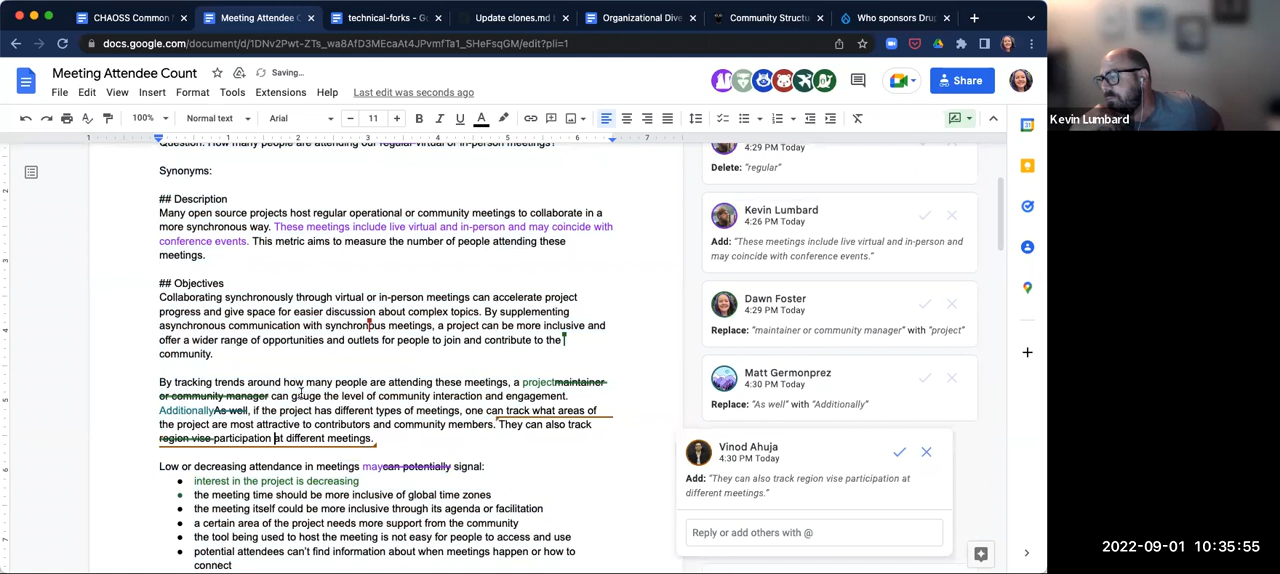 CHAOSS Common
Meeting Attendee C
technical-forks - Go
Update clones.md
Organizational Dive
Community Structu
Who sponsors Drup
docs.google.com/document/d/1DNv2Pwt-ZTs_wa8AfD3MEcaAt4JPvmfTa1_SHeFsqGM/edit?pli=1
Meeting Attendee Count
Saving...
File Edit View Insert Format Tools Extensions Help Last edit was seconds ago
Share
100% Normal text Arial 11
Question: How many people are attending our regular virtual or in-person meetings?
Synonyms:
## Description
Many open source projects host regular operational or community meetings to collaborate in a
more synchronous way. These meetings include live virtual and in-person and may coincide with
conference events. This metric aims to measure the number of people attending these
meetings.
## Objectives
Collaborating synchronously through virtual or in-person meetings can accelerate project
progress and give space for easier discussion about complex topics. By supplementing
asynchronous communication with synchronous meetings, a project can be more inclusive and
offer a wider range of opportunities and outlets for people to join and contribute to the
community.
By tracking trends around how many people are attending these meetings, a projectmaintainer
or community manager can gauge the level of community interaction and engagement.
AdditionallyAs well, if the project has different types of meetings, one can track what areas of
the project are most attractive to contributors and community members. They can also track
region vise participation at different meetings.
Low or decreasing attendance in meetings maycan potentially signal:
● interest in the project is decreasing
● the meeting time should be more inclusive of global time zones
● the meeting itself could be more inclusive through its agenda or facilitation
● a certain area of the project needs more support from the community
● the tool being used to host the meeting is not easy for people to access and use
● potential attendees can't find information about when meetings happen or how to
connect
4:29 PM Today
Delete: "regular"
Kevin Lumbard
4:26 PM Today
Add: "These meetings include live virtual and in-person and
may coincide with conference events."
Dawn Foster
4:29 PM Today
Replace: "maintainer or community manager" with "project"
Matt Germonprez
4:30 PM Today
Replace: "As well" with "Additionally"
Vinod Ahuja
4:30 PM Today
Add: "They can also track region vise participation at
different meetings."
Reply or add others with @
Kevin Lumbard
2022-09-01 10:35:55